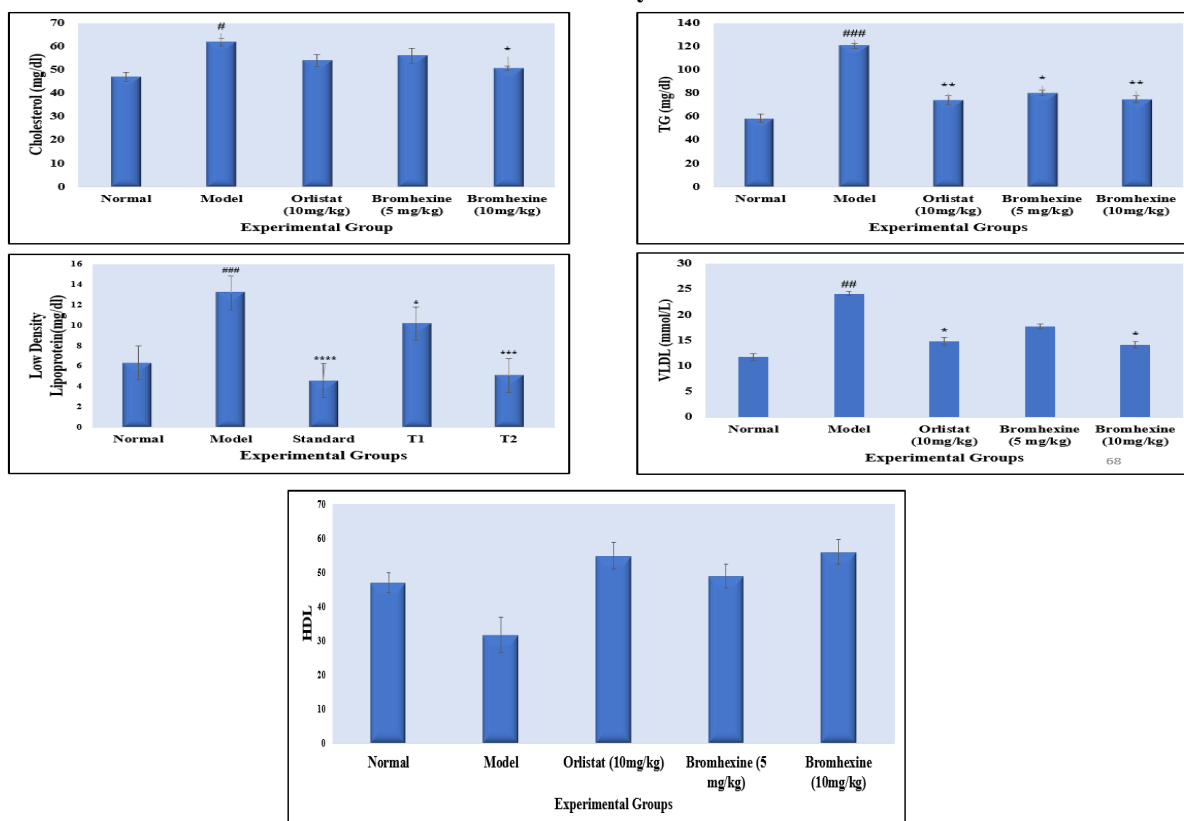 y
70
60
50
40
30
20
10
0
Cholesterol (mg/dl)
#
*
Normal Model Orlistat Bromhexine Bromhexine
(10mg/kg) (5 mg/kg) (10mg/kg)
Experimental Group
140
120
100
80
60
40
20
0
TG (mg/dl)
###
** * **
Normal Model Orlistat Bromhexine Bromhexine
(10mg/kg) (5 mg/kg) (10mg/kg)
Experimental Groups
16
14
12
10
8
6
4
2
0
Low Density
Lipoprotein(mg/dl)
###
**** * ***
Normal Model Standard T1 T2
Experimental Groups
30
25
20
15
10
5
0
VLDL (mmol/L)
##
* *
Normal Model Orlistat Bromhexine Bromhexine
(10mg/kg) (5 mg/kg) (10mg/kg)
Experimental Groups
68
70
60
50
40
30
20
10
0
HDL
Normal Model Orlistat (10mg/kg) Bromhexine (5 Bromhexine
mg/kg) (10mg/kg)
Experimental Groups